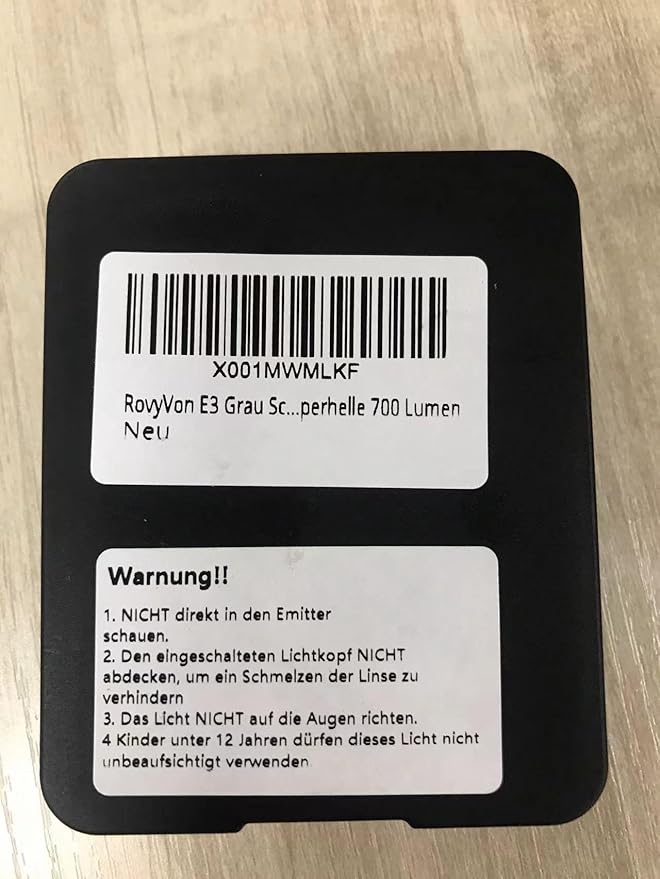 X001MWMLKF
RovyVon E3 Grau Sc...perhelle 700 Lumen
Neu
Warnung!!
1. NICHT direkt in den Emitter
schauen.
2. Den eingeschalteten Lichtkopf NICHT
abdecken, um ein Schmelzen der Linse zu
verhindern
3. Das Licht NICHT auf die Augen richten.
4 Kinder unter 12 Jahren dürfen dieses Licht nicht
unbeaufsichtigt verwenden